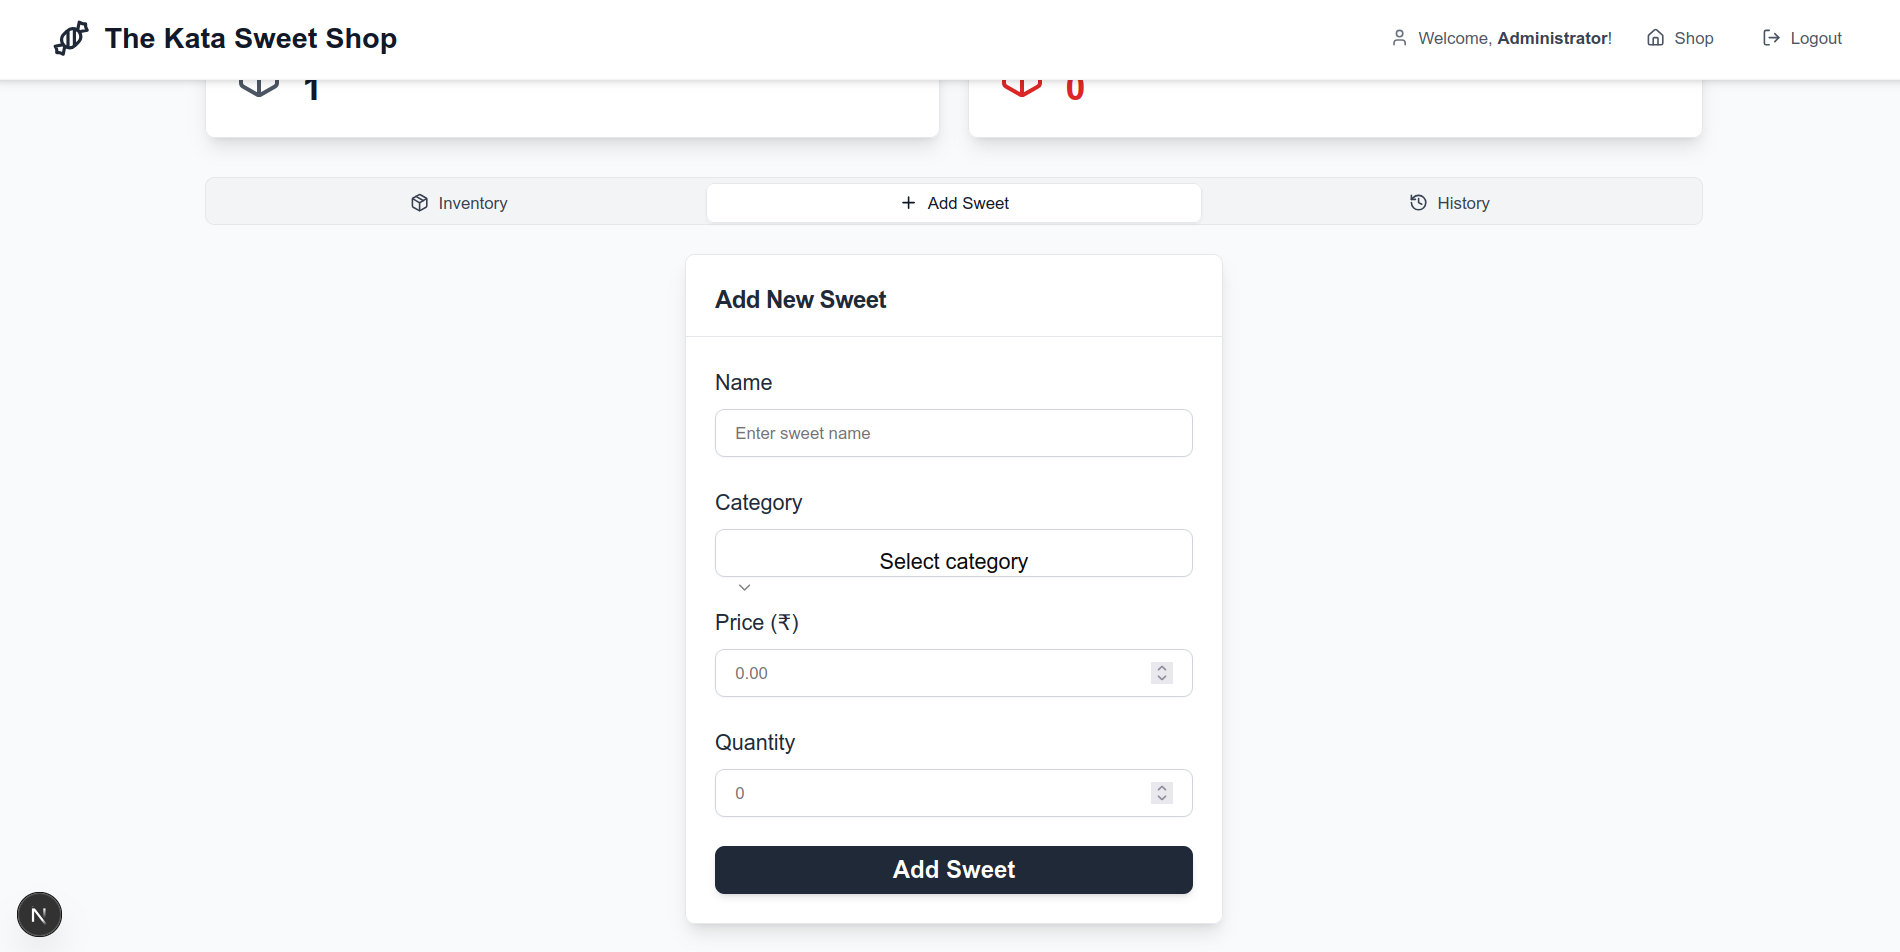 The Kata Sweet Shop
Welcome, Administrator!
Shop
Logout
1
0
Inventory
Add Sweet
History
Add New Sweet
Name
Enter sweet name
Category
Select category
Price (₹)
0.00
Quantity
0
Add Sweet
N